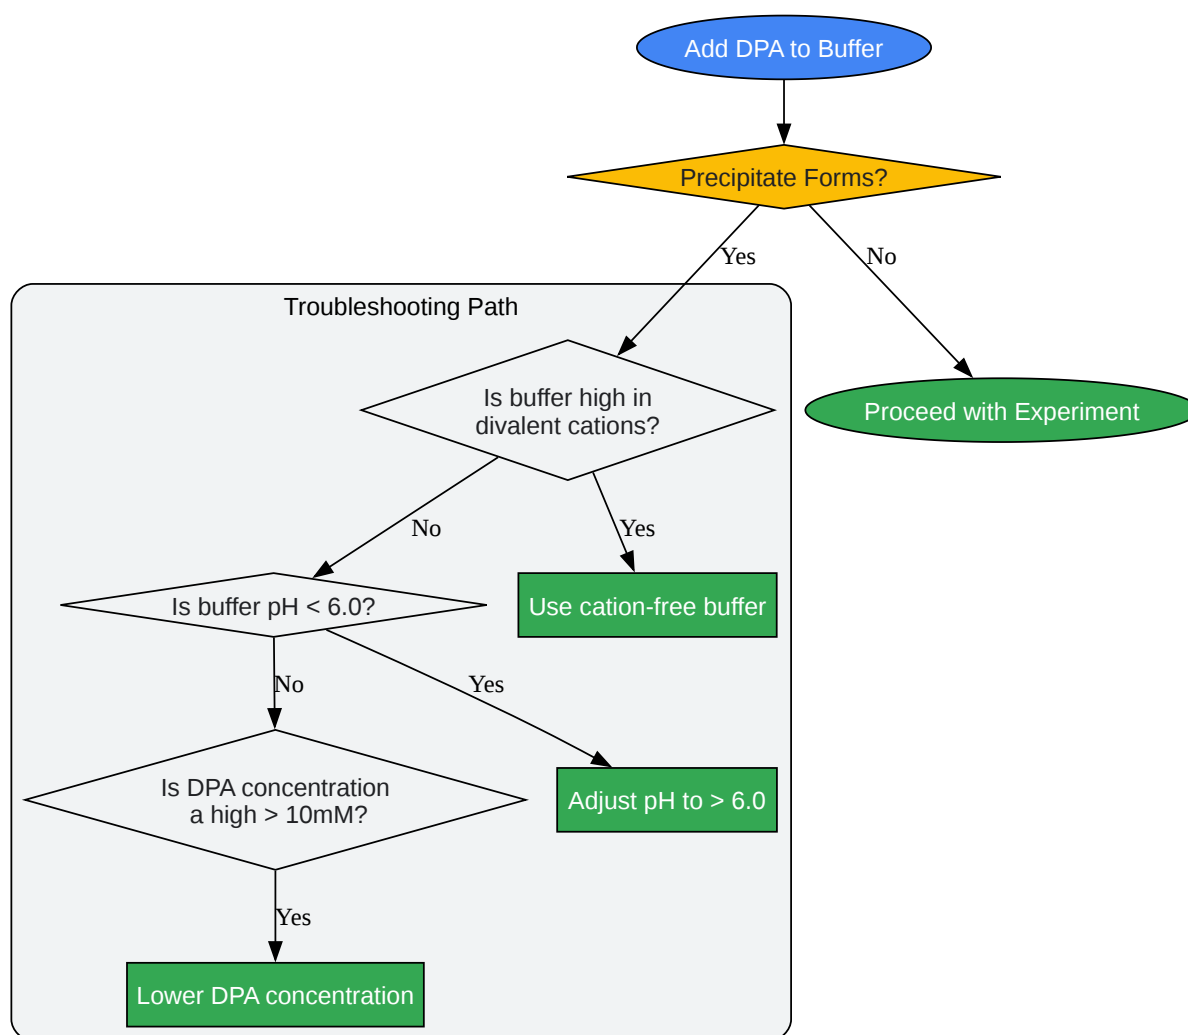 Add DPA to Buffer
Precipitate Forms?
Yes
No
Troubleshooting Path
Is buffer high in
divalent cations?
Proceed with Experiment
No
Yes
Is buffer pH < 6.0?
Use cation-free buffer
No
Yes
Is DPA concentration
a high > 10mM?
Adjust pH to > 6.0
Yes
Lower DPA concentration